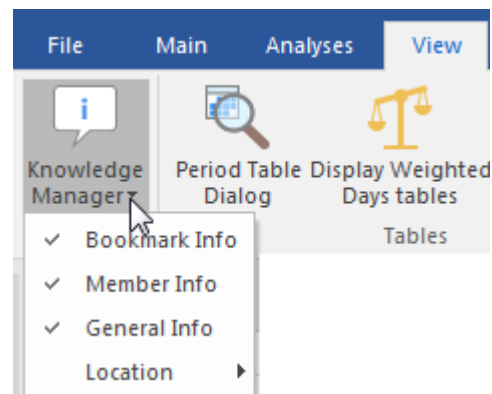 File Main Analyses View
Knowledge Manager
Period Table Dialog
Display Weighted Days tables
Tables
Bookmark Info
Member Info
General Info
Location